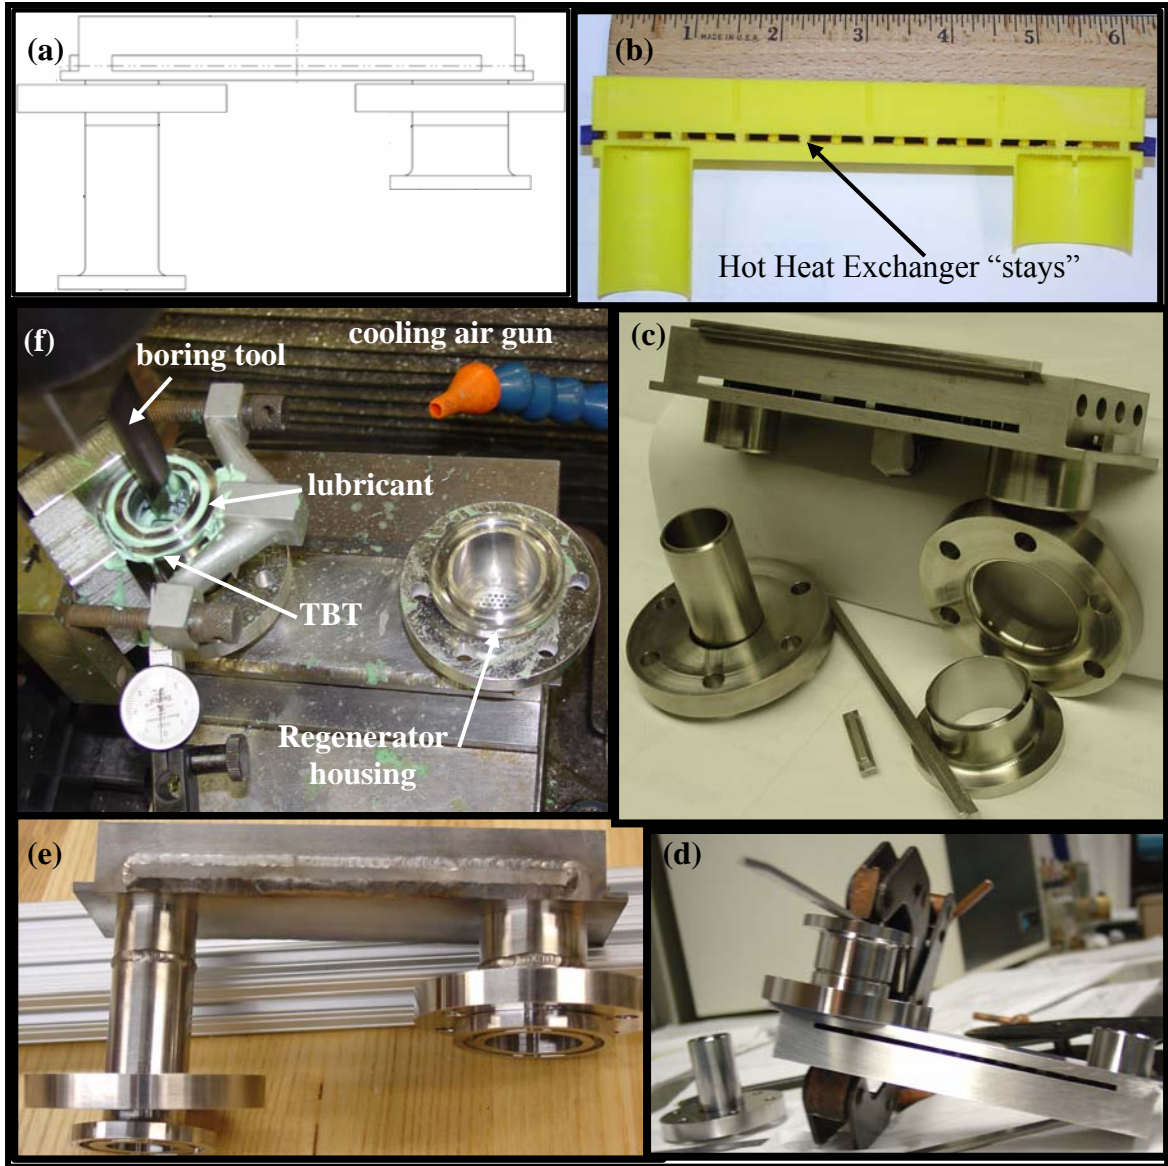 (a)
(b)
1 MADE IN U.S.A. 2 3 4 5 6
Hot Heat Exchanger “stays”
(f)
cooling air gun
boring tool
lubricant
TBT
Regenerator
housing
(c)
(e)
(d)